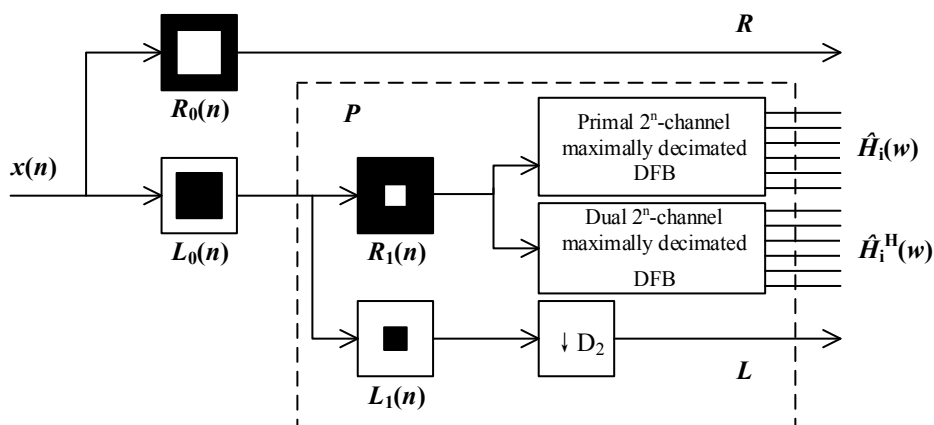 R
R₀(n)
P
Primal 2ⁿ-channel
maximally decimated
DFB
Ĥᵢ(w)
x(n)
L₀(n)
R₁(n)
Dual 2ⁿ-channel
maximally decimated
DFB
Ĥᵢᴴ(w)
↓ D₂
L
L₁(n)